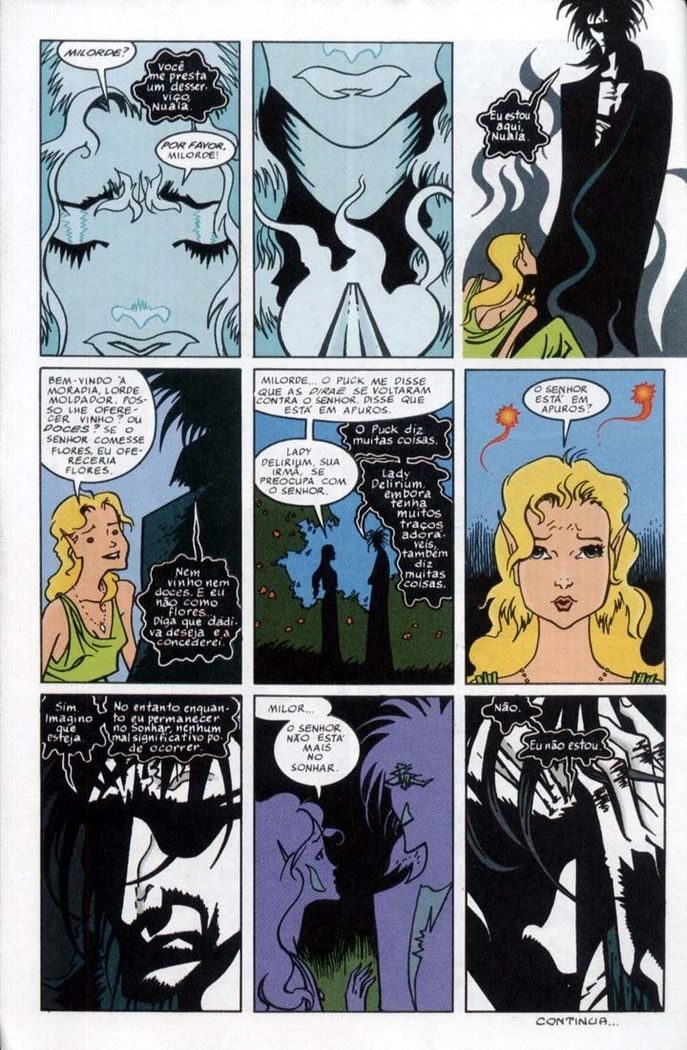 MILORDE?
VOCÊ
me presta
um desser-
viço,
Nuala.
POR FAVOR,
MILORDE!
Eu estou
aqui,
Nuala.
BEM-VINDO À
MORADIA, LORDE
MOLDADOR. POS-
SO LHE OFERE-
CER VINHO? OU
DOCES? SE O
SENHOR COMESSE
FLORES, EU OFE-
RECERIA
FLORES.
Nem
vinho nem
doces. E eu
não como
flores...
Diga que dádi-
va deseja e a
concederei.
MILORDE... O PUCK ME DISSE
QUE AS DIRAE SE VOLTARAM
CONTRA O SENHOR. DISSE QUE
ESTÁ EM APUROS.
LADY
DELIRIUM, SUA
IRMÃ, SE
PREOCUPA COM
O SENHOR.
O Puck diz
muitas coisas.
Lady
Delirium,
embora
tenha
muitos
traços
adorá-
veis,
também
diz
muitas
coisas.
O SENHOR
ESTÁ EM
APUROS?
Sim.
Imagino
que
esteja.
No entanto enquan-
to eu permanecer
no Sonhar, nenhum
mal significativo po-
de ocorrer.
MILOR...
O SENHOR
NÃO ESTÁ
MAIS
NO
SONHAR.
Não.
Eu não estou.
CONTINUA...